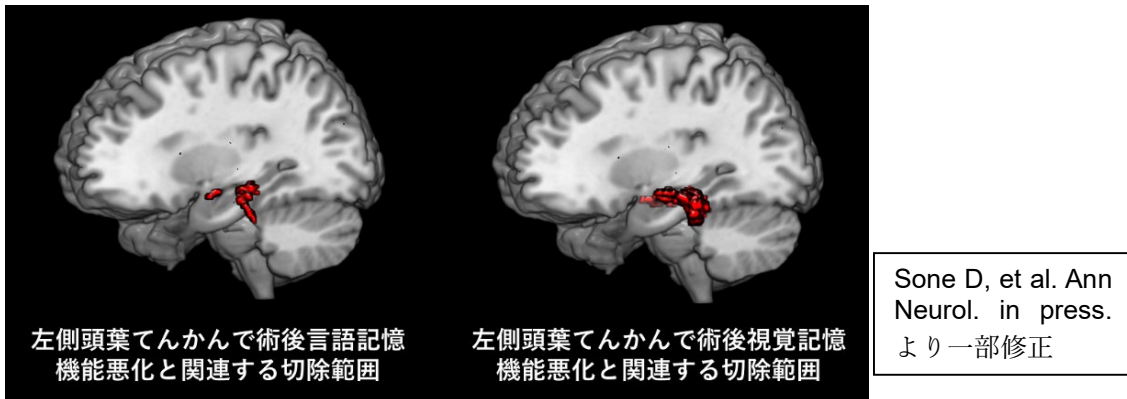 左側頭葉てんかんで術後言語記憶
機能悪化と関連する切除範囲
左側頭葉てんかんで術後視覚記憶
機能悪化と関連する切除範囲
Sone D, et al. Ann
Neurol. in press.
より一部修正